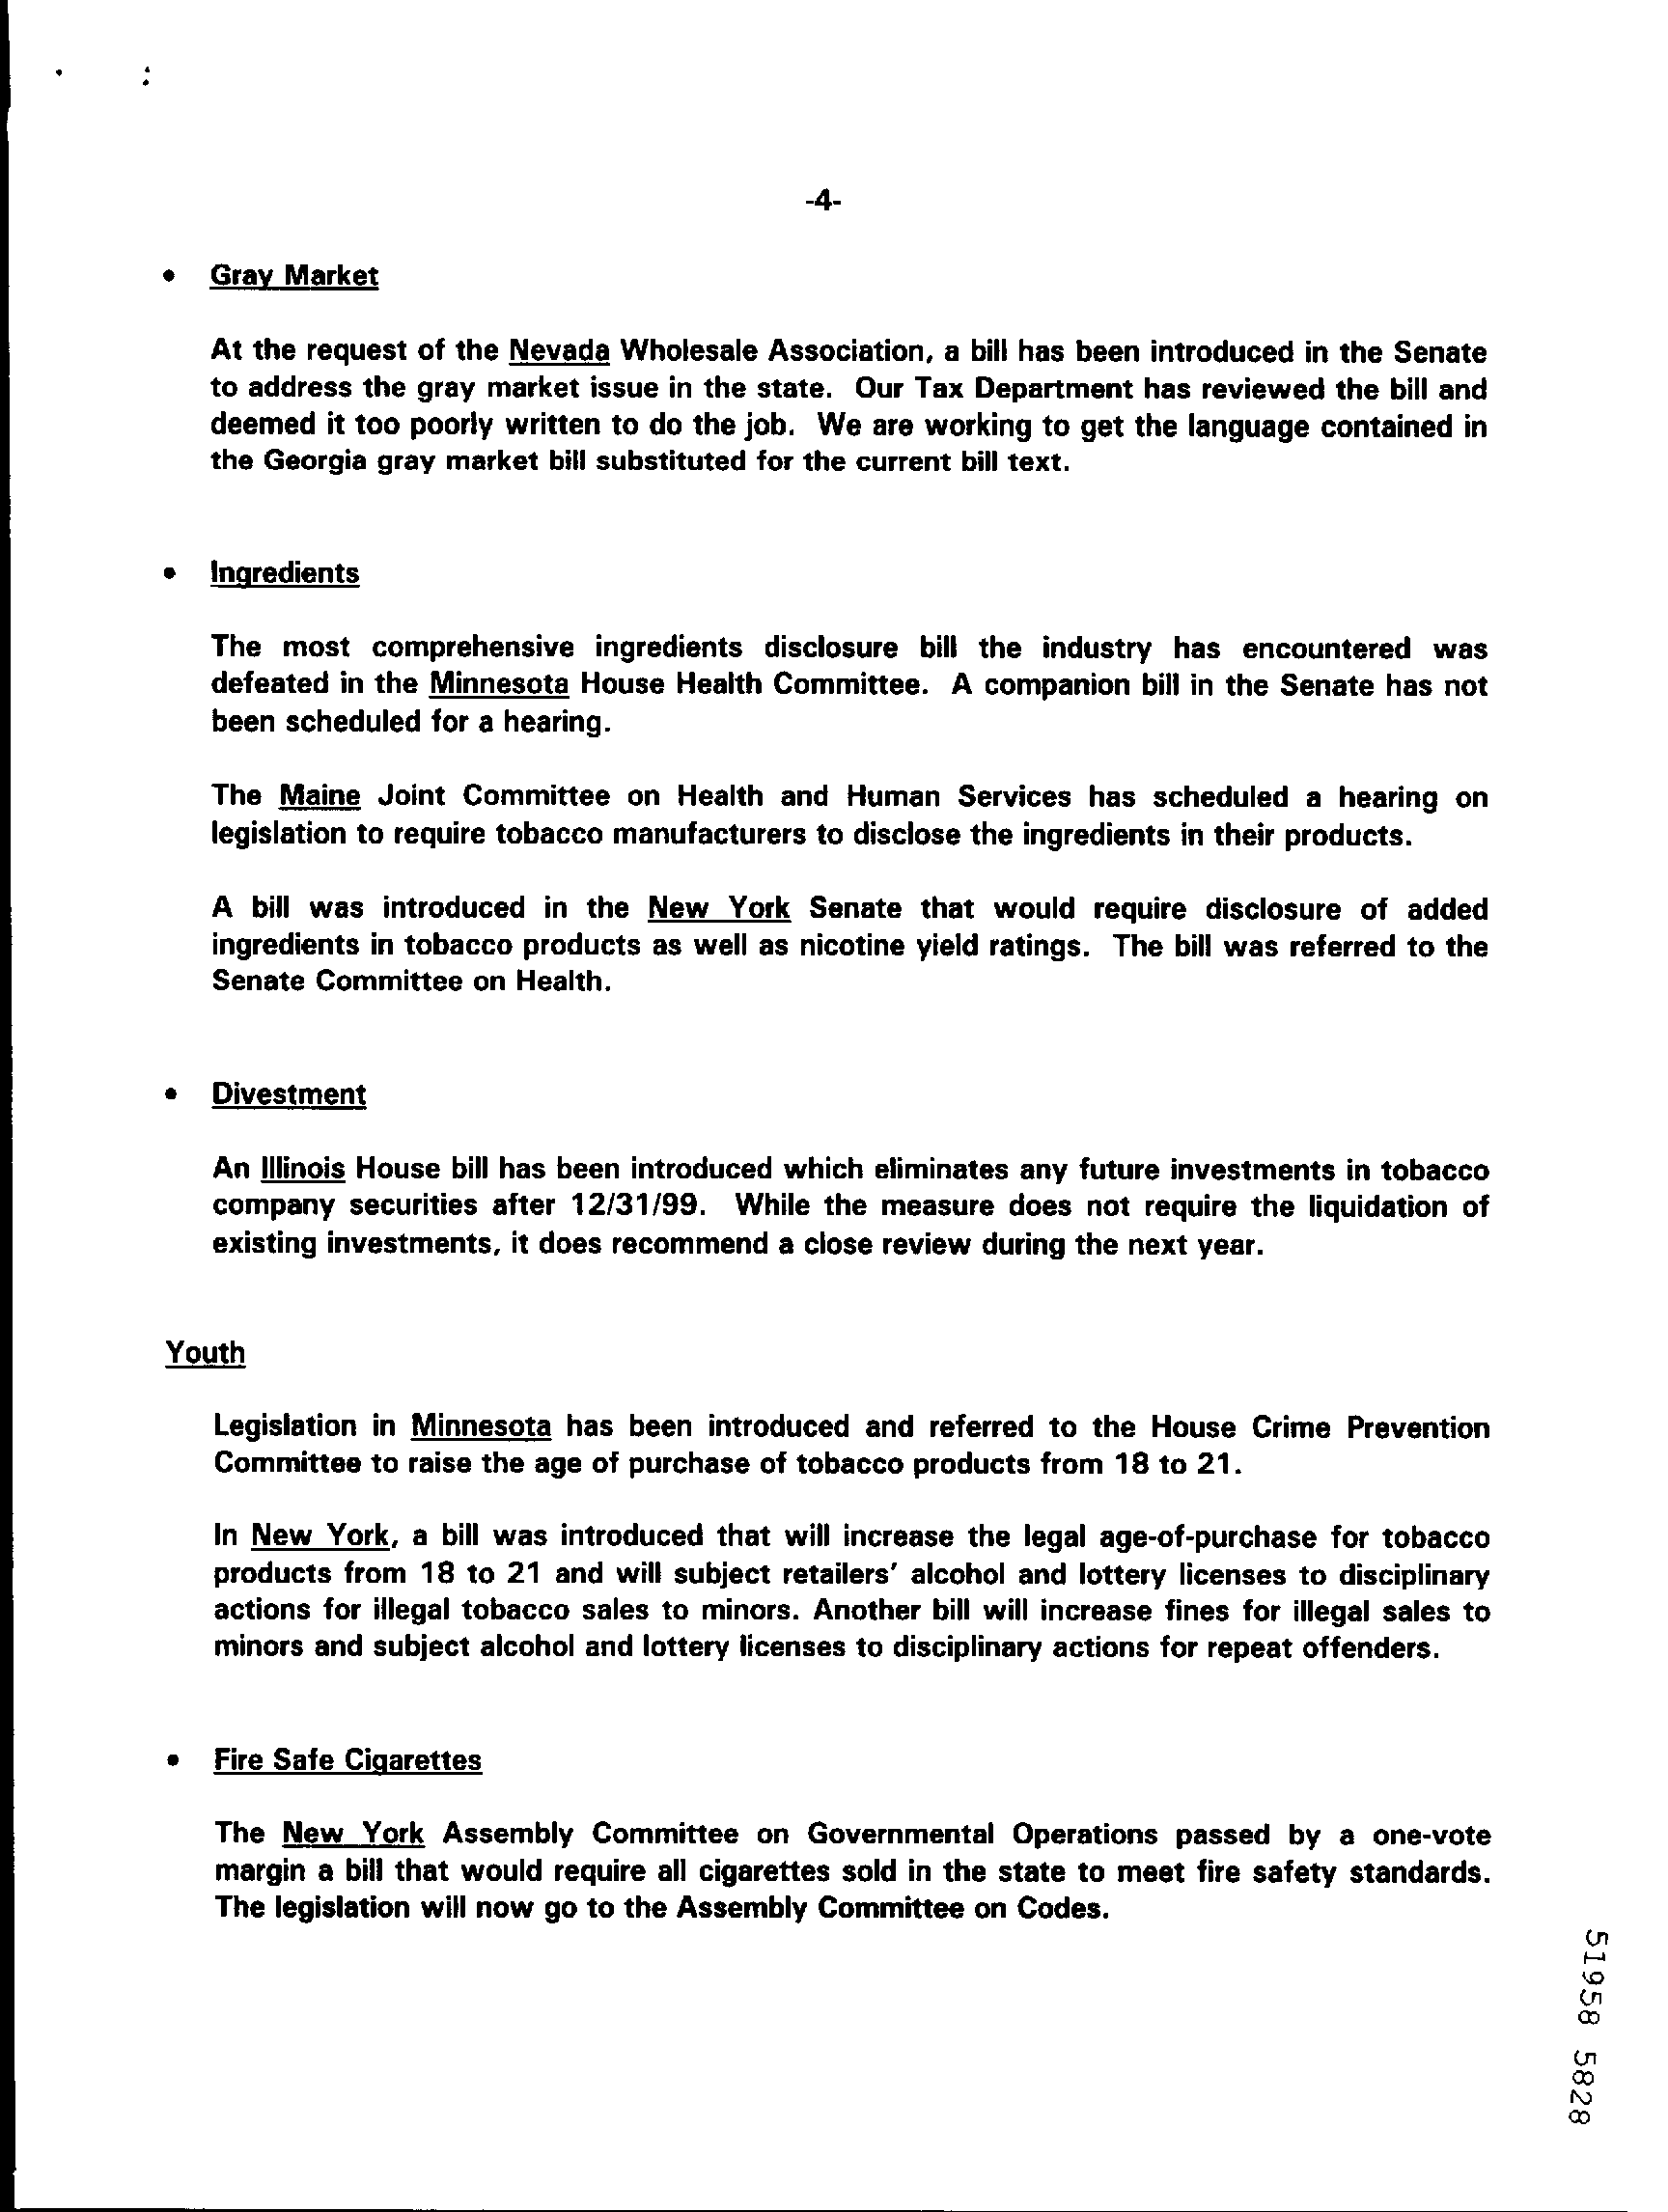 -4-
• Gray Market
At the request of the Nevada Wholesale Association, a bill has been introduced in the Senate
to address the gray market issue in the state. Our Tax Department has reviewed the bill and
deemed it too poorly written to do the job. We are working to get the language contained in
the Georgia gray market bill substituted for the current bill text.
• Ingredients
The most comprehensive ingredients disclosure bill the industry has encountered was
defeated in the Minnesota House Health Committee. A companion bill in the Senate has not
been scheduled for a hearing.
The Maine Joint Committee on Health and Human Services has scheduled a hearing on
legislation to require tobacco manufacturers to disclose the ingredients in their products.
A bill was introduced in the New York Senate that would require disclosure of added
ingredients in tobacco products as well as nicotine yield ratings. The bill was referred to the
Senate Committee on Health.
• Divestment
An Illinois House bill has been introduced which eliminates any future investments in tobacco
company securities after 12/31/99. While the measure does not require the liquidation of
existing investments, it does recommend a close review during the next year.
Youth
Legislation in Minnesota has been introduced and referred to the House Crime Prevention
Committee to raise the age of purchase of tobacco products from 18 to 21.
In New York, a bill was introduced that will increase the legal age-of-purchase for tobacco
products from 18 to 21 and will subject retailers' alcohol and lottery licenses to disciplinary
actions for illegal tobacco sales to minors. Another bill will increase fines for illegal sales to
minors and subject alcohol and lottery licenses to disciplinary actions for repeat offenders.
• Fire Safe Cigarettes
The New York Assembly Committee on Governmental Operations passed by a one-vote
margin a bill that would require all cigarettes sold in the state to meet fire safety standards.
The legislation will now go to the Assembly Committee on Codes.
51958 5828